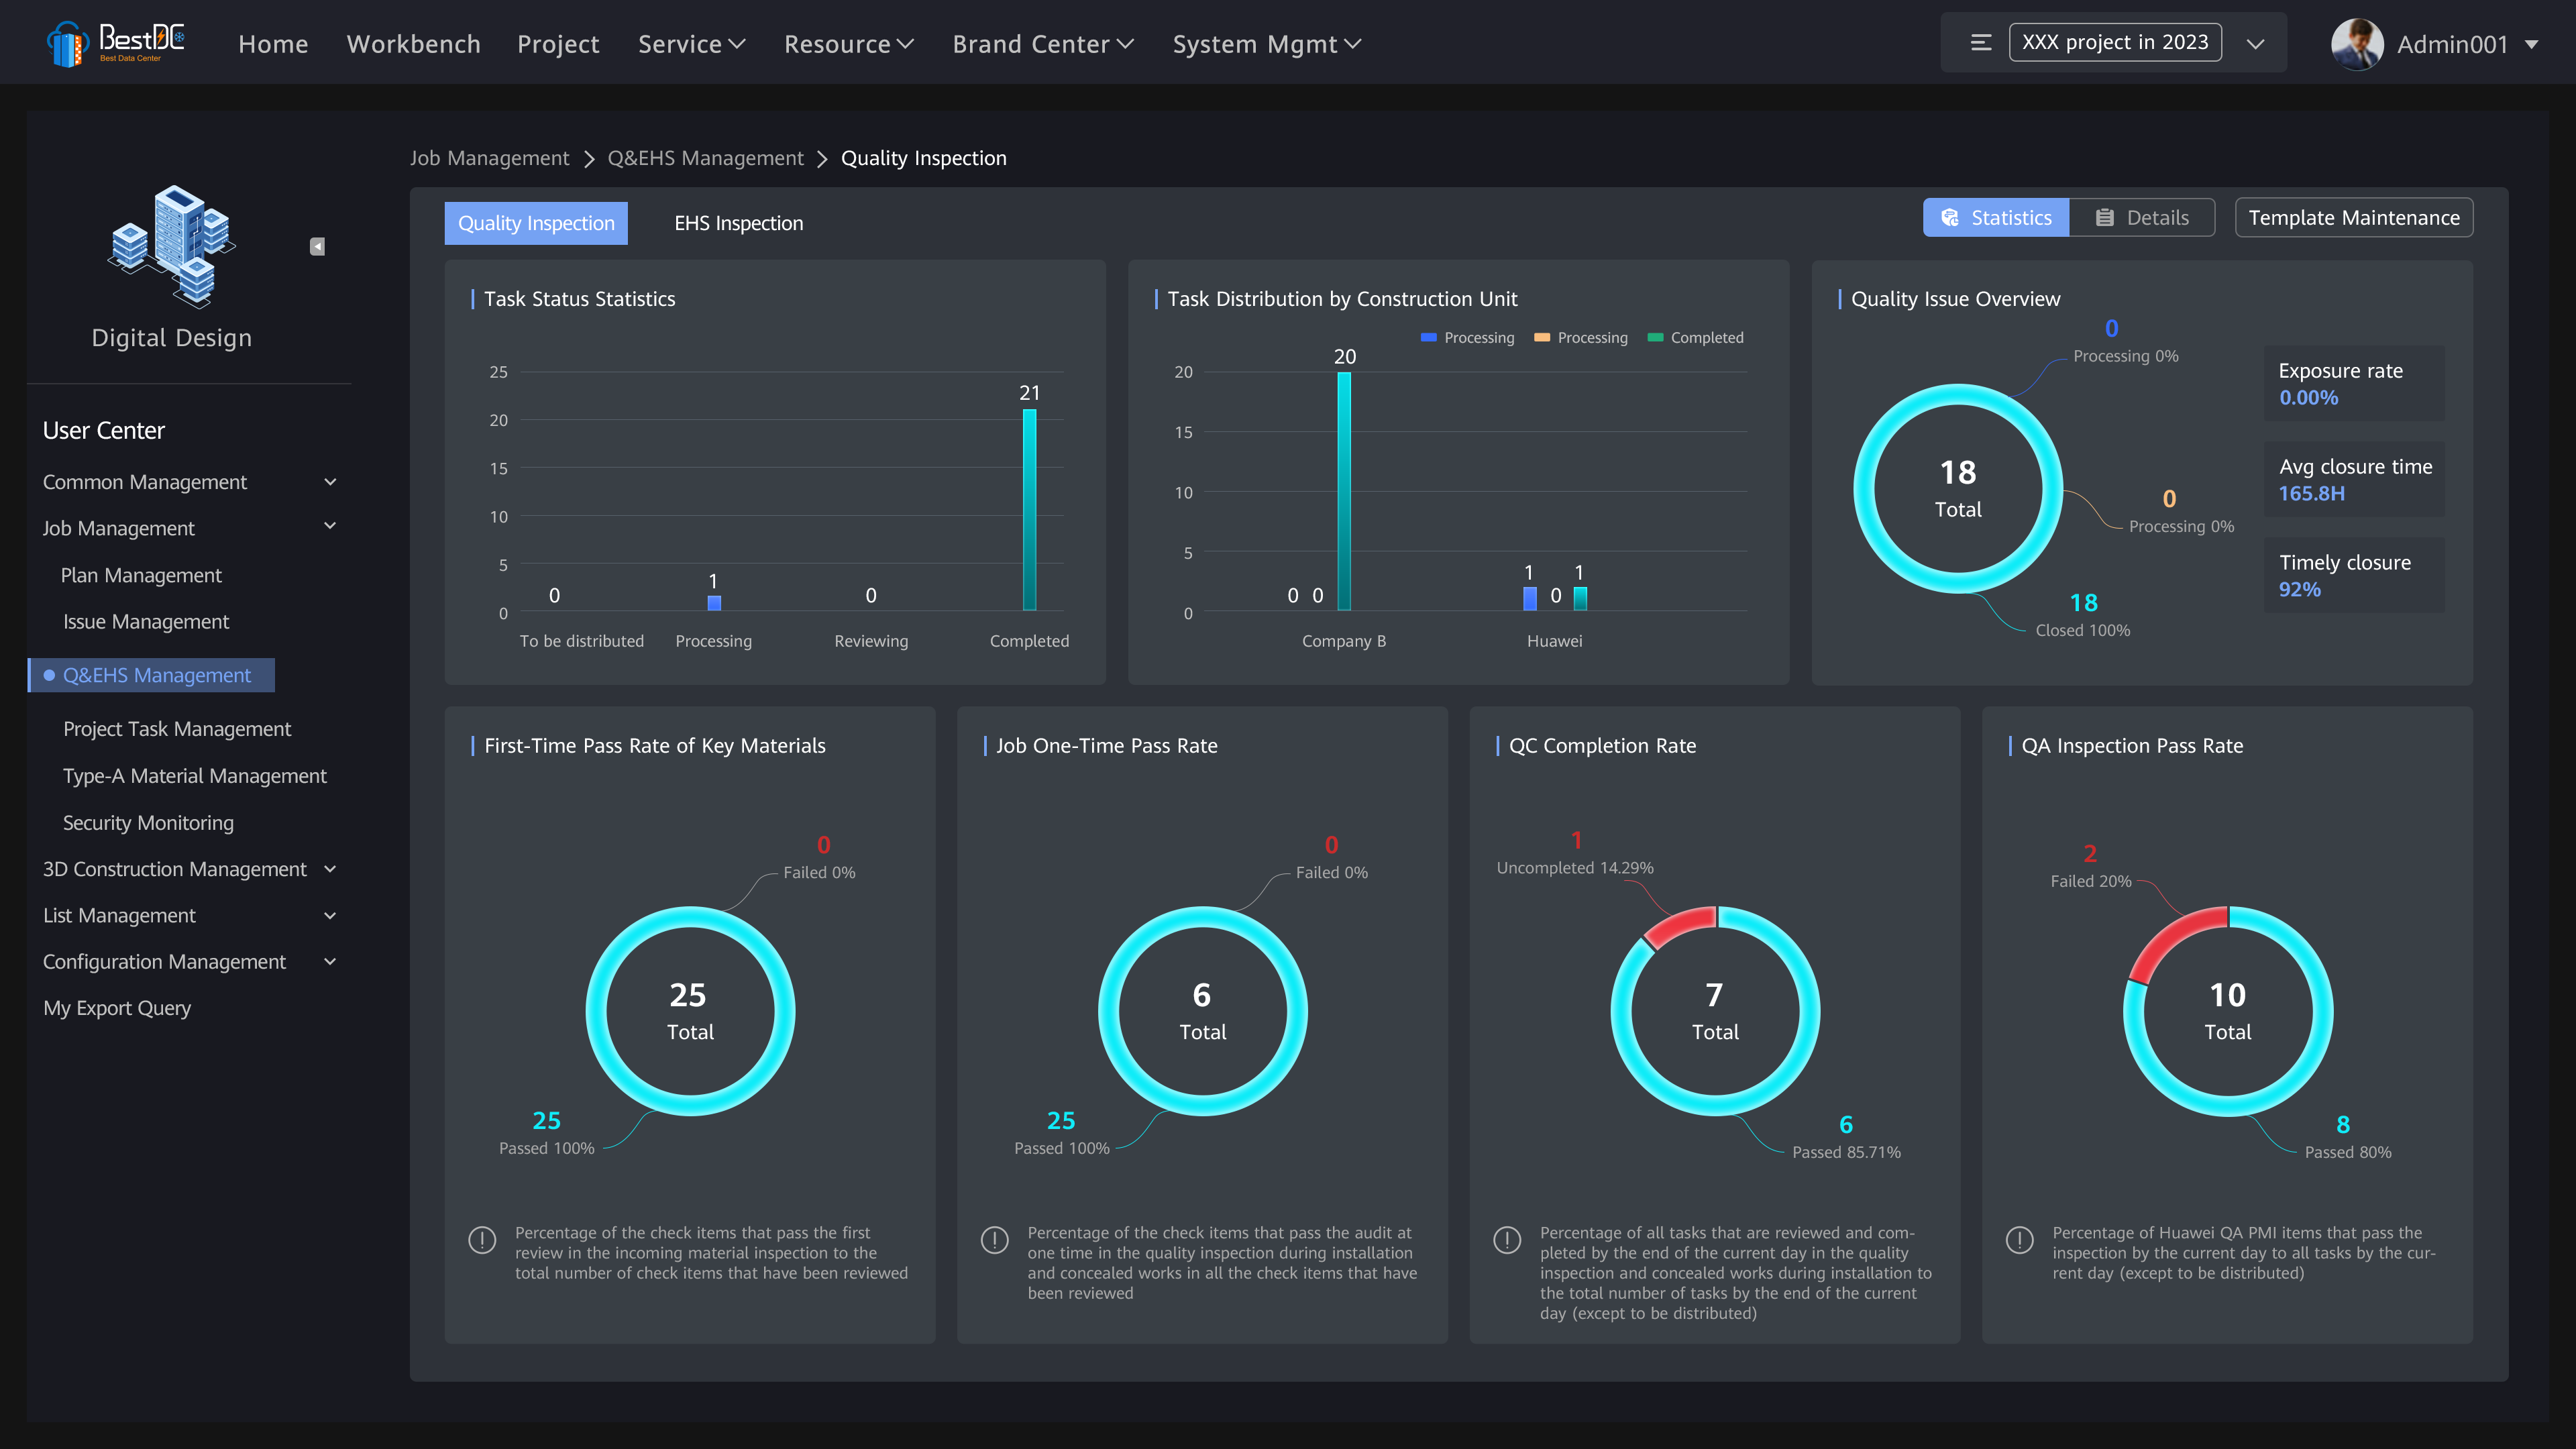 BestDC
Best Data Center
Home
Workbench
Project
Service
Resource
Brand Center
System Mgmt
XXX project in 2023
Admin001
Digital Design
User Center
Common Management
Job Management
Plan Management
Issue Management
Q&EHS Management
Project Task Management
Type-A Material Management
Security Monitoring
3D Construction Management
List Management
Configuration Management
My Export Query
Job Management > Q&EHS Management > Quality Inspection
Quality Inspection
EHS Inspection
Statistics
Details
Template Maintenance
Task Status Statistics
25
20
15
10
5
0
0
1
0
21
To be distributed
Processing
Reviewing
Completed
Task Distribution by Construction Unit
Processing
Processing
Completed
20
15
10
5
0
0
0
20
1
0
1
Company B
Huawei
Quality Issue Overview
0
Processing 0%
18
Total
0
Processing 0%
18
Closed 100%
Exposure rate
0.00%
Avg closure time
165.8H
Timely closure
92%
First-Time Pass Rate of Key Materials
0
Failed 0%
25
Total
25
Passed 100%
Percentage of the check items that pass the first
review in the incoming material inspection to the
total number of check items that have been reviewed
Job One-Time Pass Rate
0
Failed 0%
6
Total
25
Passed 100%
Percentage of the check items that pass the audit at
one time in the quality inspection during installation
and concealed works in all the check items that have
been reviewed
QC Completion Rate
1
Uncompleted 14.29%
7
Total
6
Passed 85.71%
Percentage of all tasks that are reviewed and com-
pleted by the end of the current day in the quality
inspection and concealed works during installation to
the total number of tasks by the end of the current
day (except to be distributed)
QA Inspection Pass Rate
2
Failed 20%
10
Total
8
Passed 80%
Percentage of Huawei QA PMI items that pass the
inspection by the current day to all tasks by the cur-
rent day (except to be distributed)